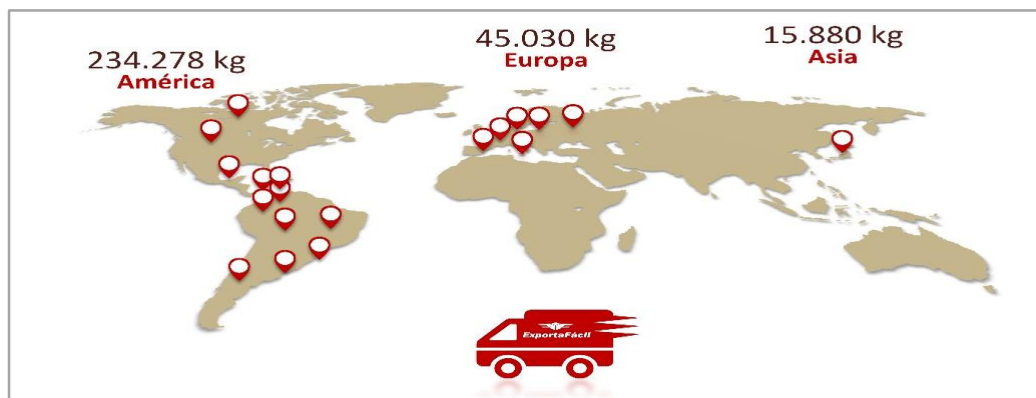 234.278 kg
América
45.030 kg
Europa
15.880 kg
Asia
ExportaFácil